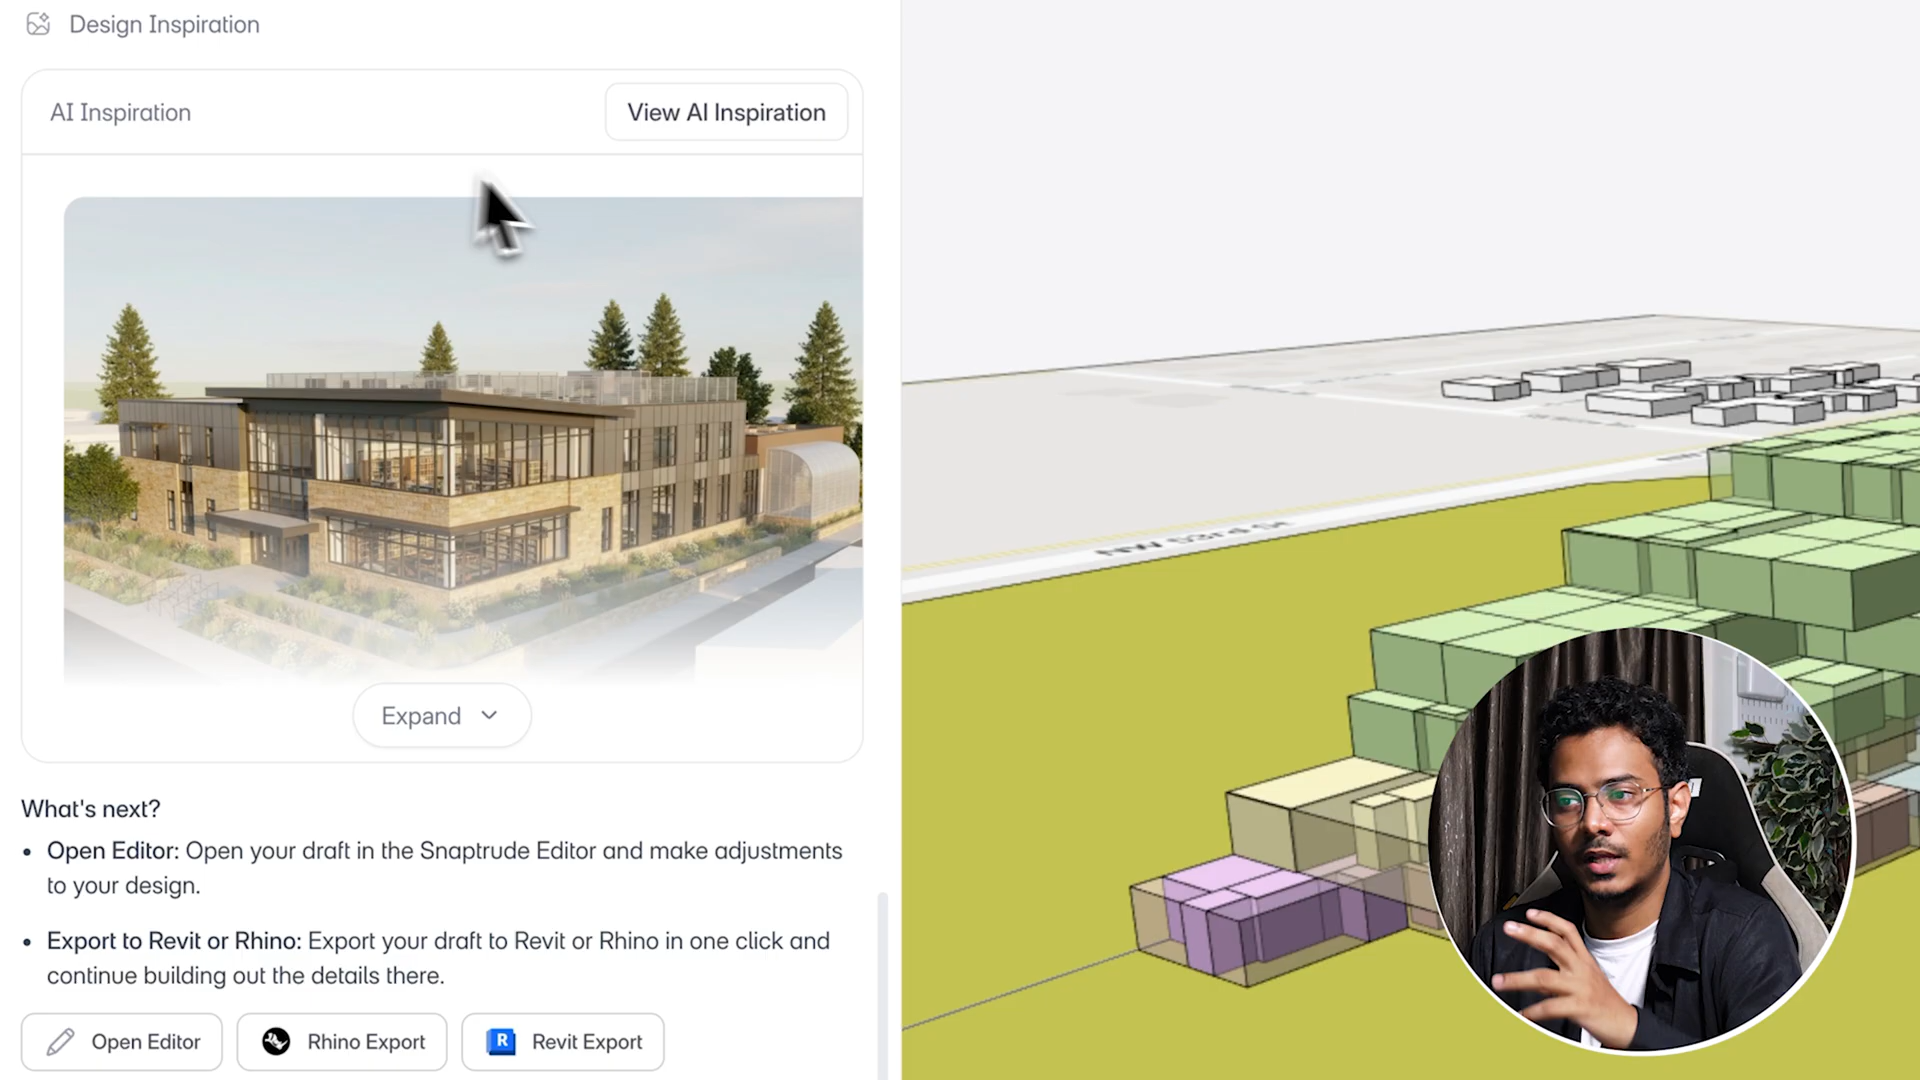 Design Inspiration
AI Inspiration
View AI Inspiration
Expand
What's next?
• Open Editor: Open your draft in the Snaptrude Editor and make adjustments
to your design.
• Export to Revit or Rhino: Export your draft to Revit or Rhino in one click and
continue building out the details there.
Open Editor
Rhino Export
R Revit Export